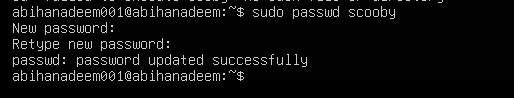 abihanadeem001@abihanadeem:~$ sudo passwd scooby
New password:
Retype new password:
passwd: password updated successfully
abihanadeem001@abihanadeem:~$